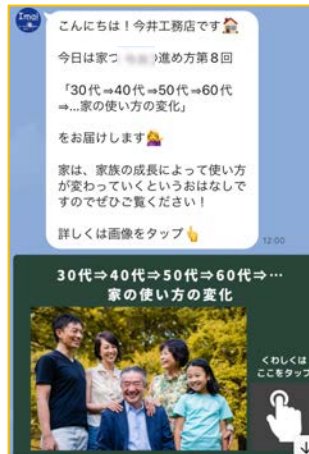 Imai
こんにちは！今井工務店です🏠
今日は家づ の進め方第８回
「30代⇒40代⇒50代⇒60代
⇒...家の使い方の変化」
をお届けします💁‍♀️
家は、家族の成長によって使い方
が変わっていくというおはなしで
すのでぜひご覧ください！
詳しくは画像をタップ👆
12:00
30代⇒40代⇒50代⇒60代⇒…
家の使い方の変化
くわしくは
ここをタップ